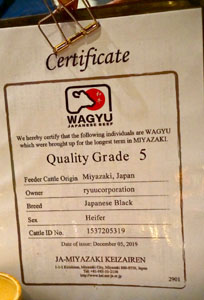 Certificate
WAGYU
JAPANESE BEEF
We hereby certify that the following individuals are WAGYU
which were brought up for the longest term in MIYAZAKI.
Quality Grade 5
Feeder Cattle Origin Miyazaki, Japan
Owner ryuucorporation
Breed Japanese Black
Sex Heifer
Cattle ID No. 1537205319
Date of issue: December 05, 2019
JA-MIYAZAKI KEIZAIREN
2901